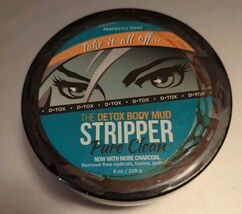 PERFECTLY POSH
Take it all off...
D-TOX • D-TOX • D-TOX • D-TOX • D-TOX • D-TOX
THE DETOX BODY MUD
STRIPPER
Pure Clean
NOW WITH MORE CHARCOAL
Remove free radicals, toxins,
8 oz / 226 g